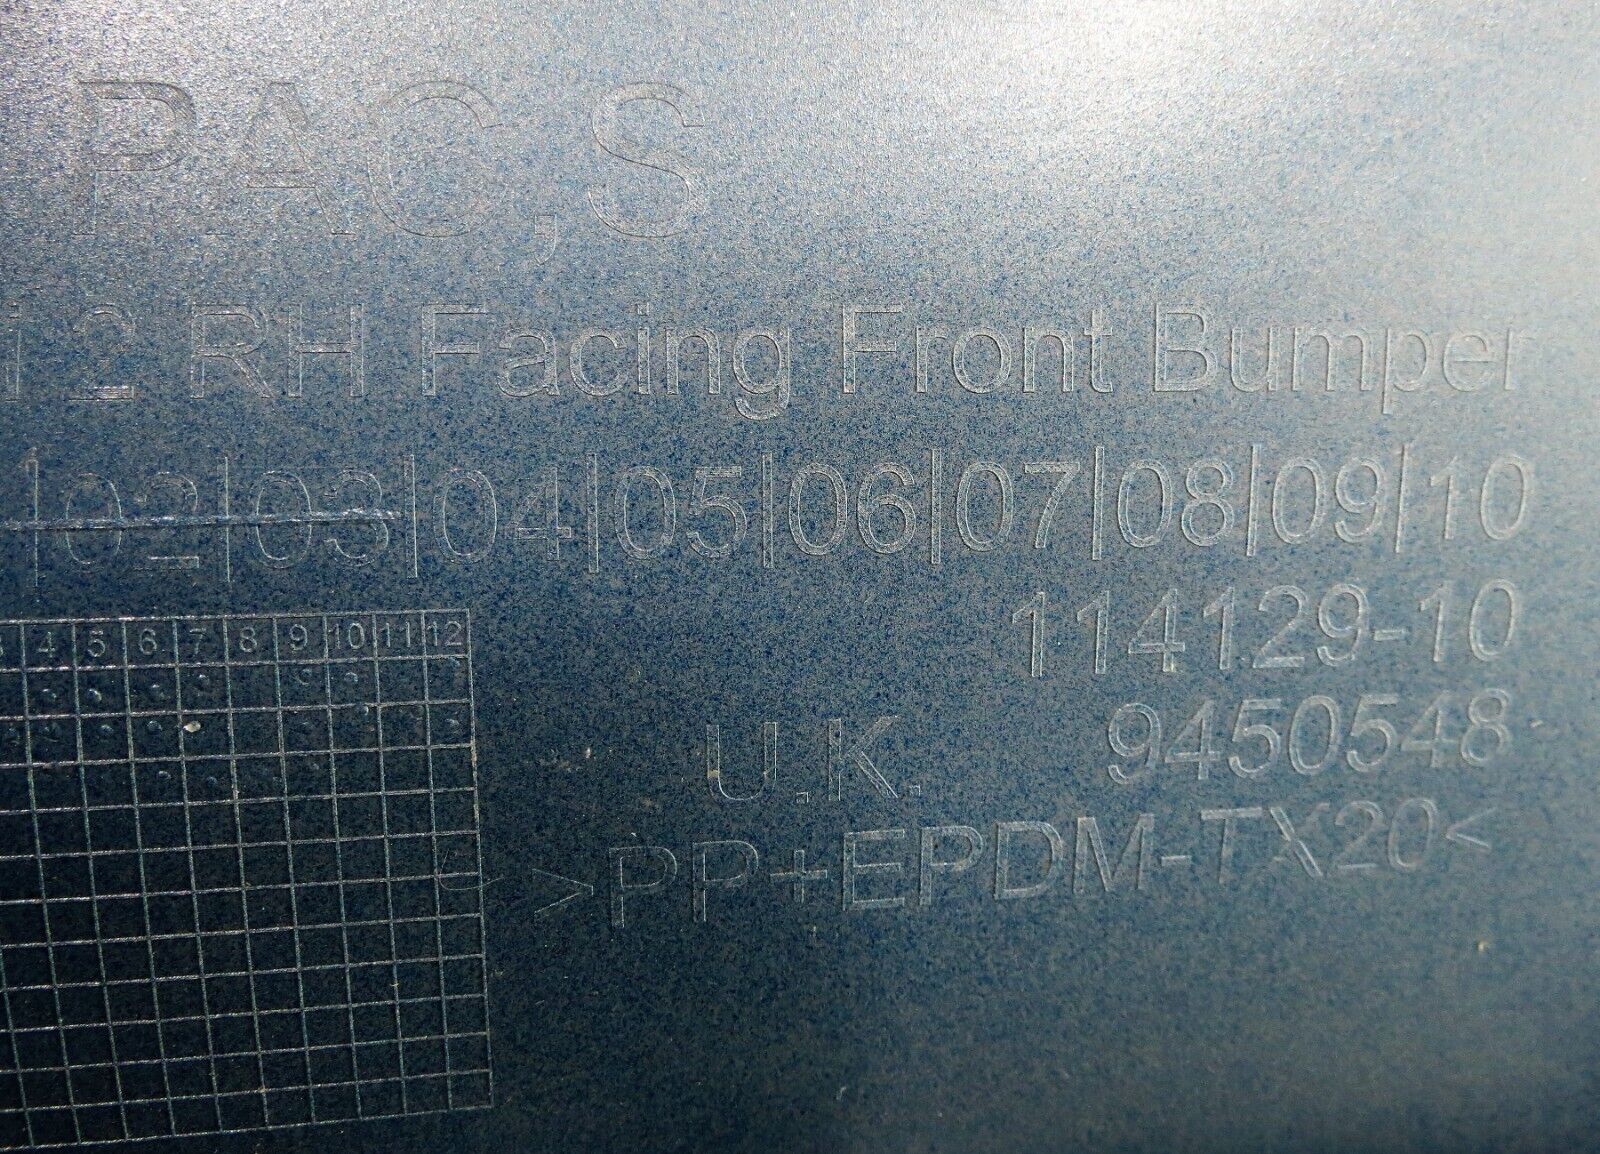 PAC,S
12 RH Facing Front Bumper
|02|03|04|05|06|07|08|09|10
114129-10
4 5 6 7 8 9 10 11 12
U.K. 9450548
>PP+EPDM-TX20<